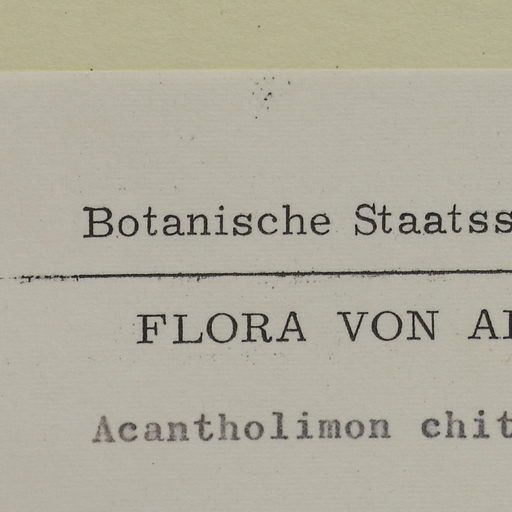 Botanische Staatss
FLORA VON A
Acantholimon chit